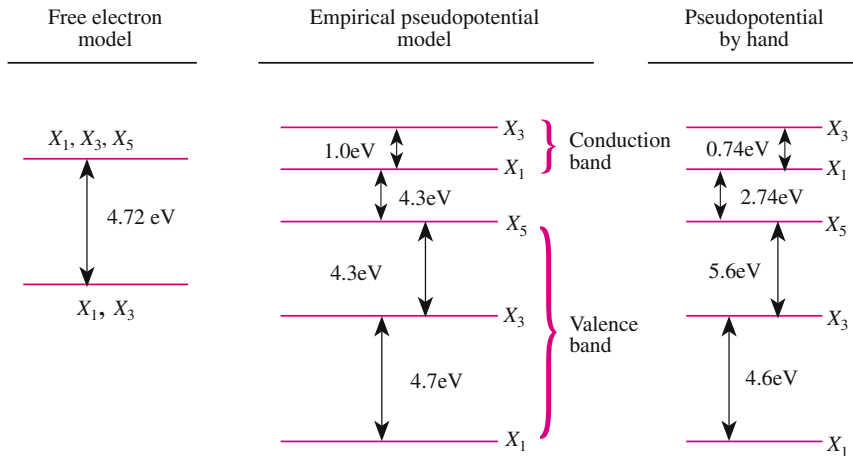 Free electron
model
Empirical pseudopotential
model
Pseudopotential
by hand
X1, X3, X5
4.72 eV
X1, X3
X3
1.0eV
X1
4.3eV
X5
4.3eV
X3
4.7eV
X1
Conduction
band
Valence
band
X3
0.74eV
X1
2.74eV
X5
5.6eV
X3
4.6eV
X1